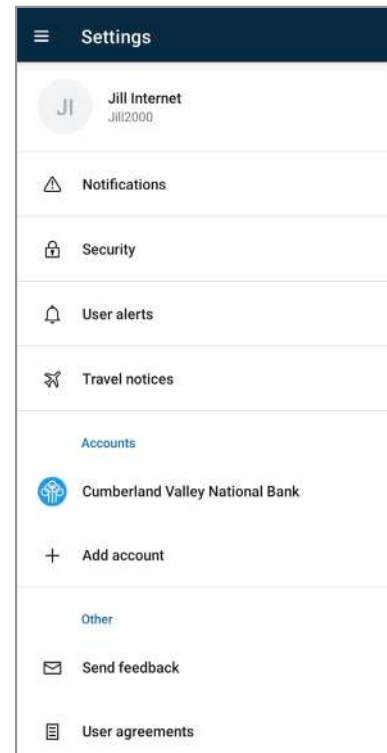 Settings
JI
Jill Internet
Jill2000
Notifications
Security
User alerts
Travel notices
Accounts
Cumberland Valley National Bank
Add account
Other
Send feedback
User agreements